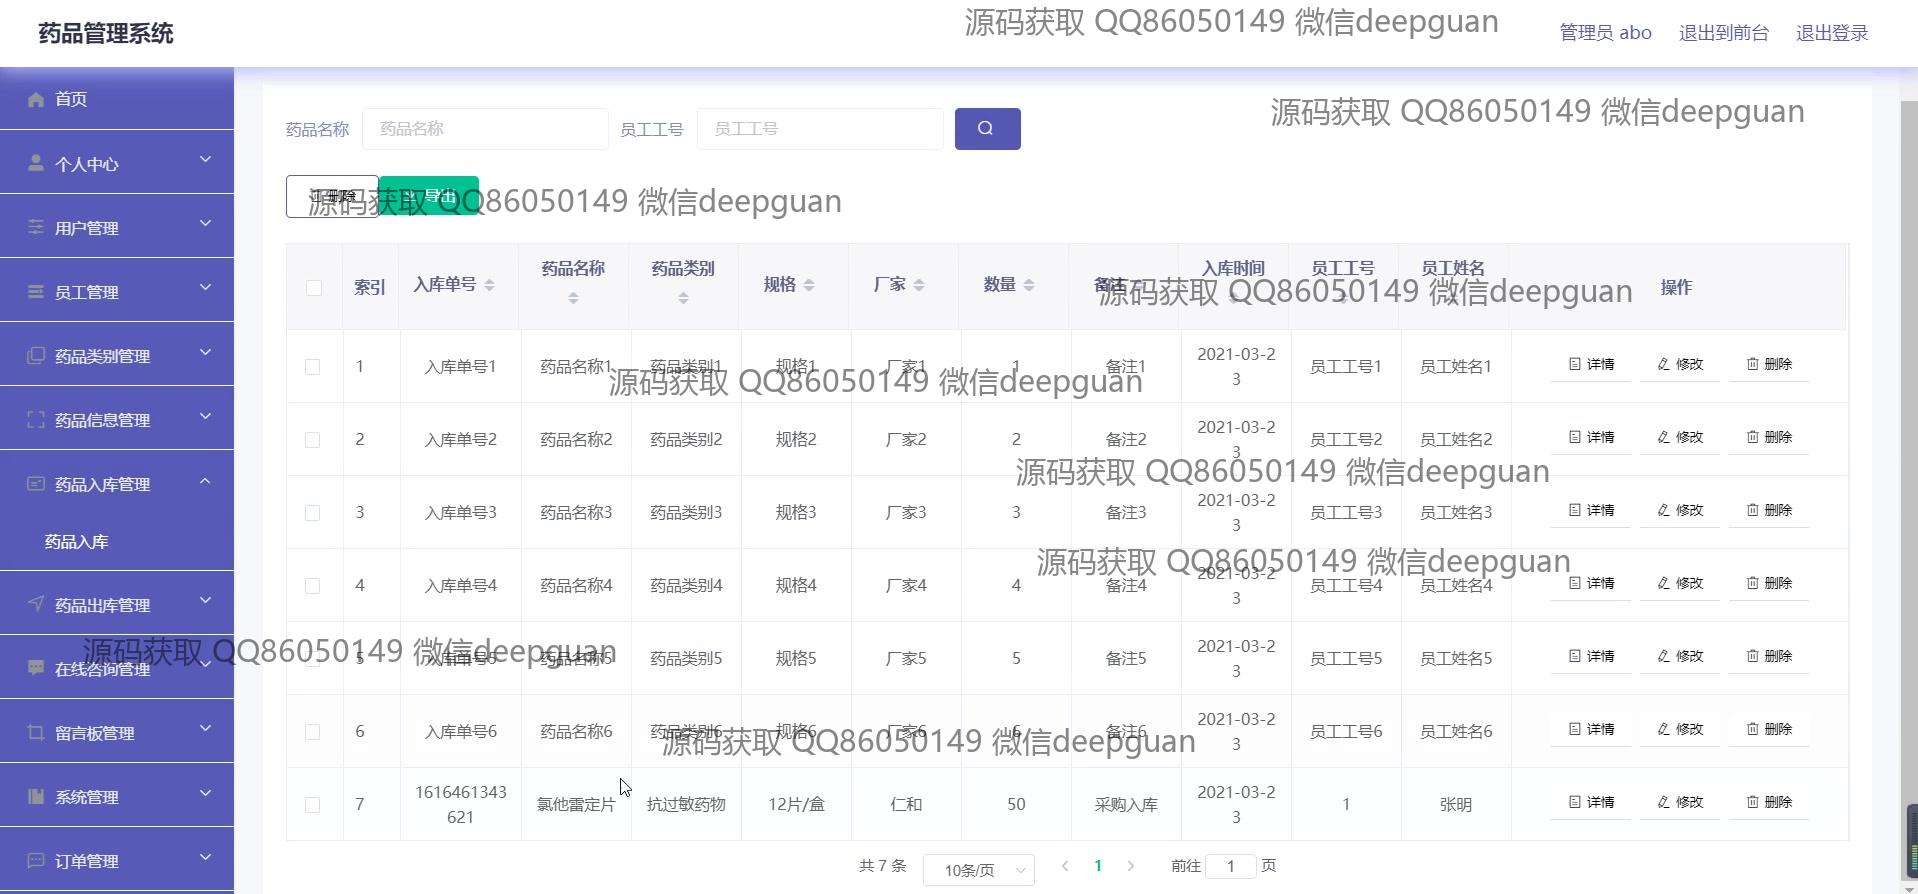 药品管理系统
源码获取 QQ86050149 微信deepguan
管理员 abo 退出到前台 退出登录
首页
个人中心
用户管理
员工管理
药品类别管理
药品信息管理
药品入库管理
药品入库
药品出库管理
在线咨询管理
留言板管理
系统管理
订单管理
药品名称 药品名称 员工工号 员工工号
源码获取 QQ86050149 微信deepguan
删除 导出
源码获取 QQ86050149 微信deepguan
索引 入库单号 药品名称 药品类别 规格 厂家 数量 备注 入库时间 员工工号 员工姓名 操作
源码获取 QQ86050149 微信deepguan
1 入库单号1 药品名称1 药品类别1 规格1 厂家1 1 备注1 2021-03-23 员工工号1 员工姓名1 详情 修改 删除
源码获取 QQ86050149 微信deepguan
2 入库单号2 药品名称2 药品类别2 规格2 厂家2 2 备注2 2021-03-23 员工工号2 员工姓名2 详情 修改 删除
源码获取 QQ86050149 微信deepguan
3 入库单号3 药品名称3 药品类别3 规格3 厂家3 3 备注3 2021-03-23 员工工号3 员工姓名3 详情 修改 删除
源码获取 QQ86050149 微信deepguan
4 入库单号4 药品名称4 药品类别4 规格4 厂家4 4 备注4 2021-03-23 员工工号4 员工姓名4 详情 修改 删除
源码获取 QQ86050149 微信deepguan
5 入库单号5 药品名称5 药品类别5 规格5 厂家5 5 备注5 2021-03-23 员工工号5 员工姓名5 详情 修改 删除
6 入库单号6 药品名称6 药品类别6 规格6 厂家6 6 备注6 2021-03-23 员工工号6 员工姓名6 详情 修改 删除
源码获取 QQ86050149 微信deepguan
7 1616461343621 氯他雷定片 抗过敏药物 12片/盒 仁和 50 采购入库 2021-03-23 1 张明 详情 修改 删除
共 7 条 10条/页 1 前往 1 页